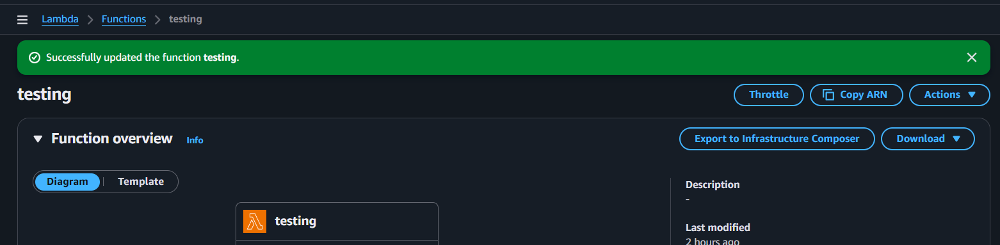 Lambda > Functions > testing
Successfully updated the function testing.
testing
Throttle Copy ARN Actions
Function overview Info Export to Infrastructure Composer Download
Diagram Template
Description
-
testing
Last modified
2 hours ago